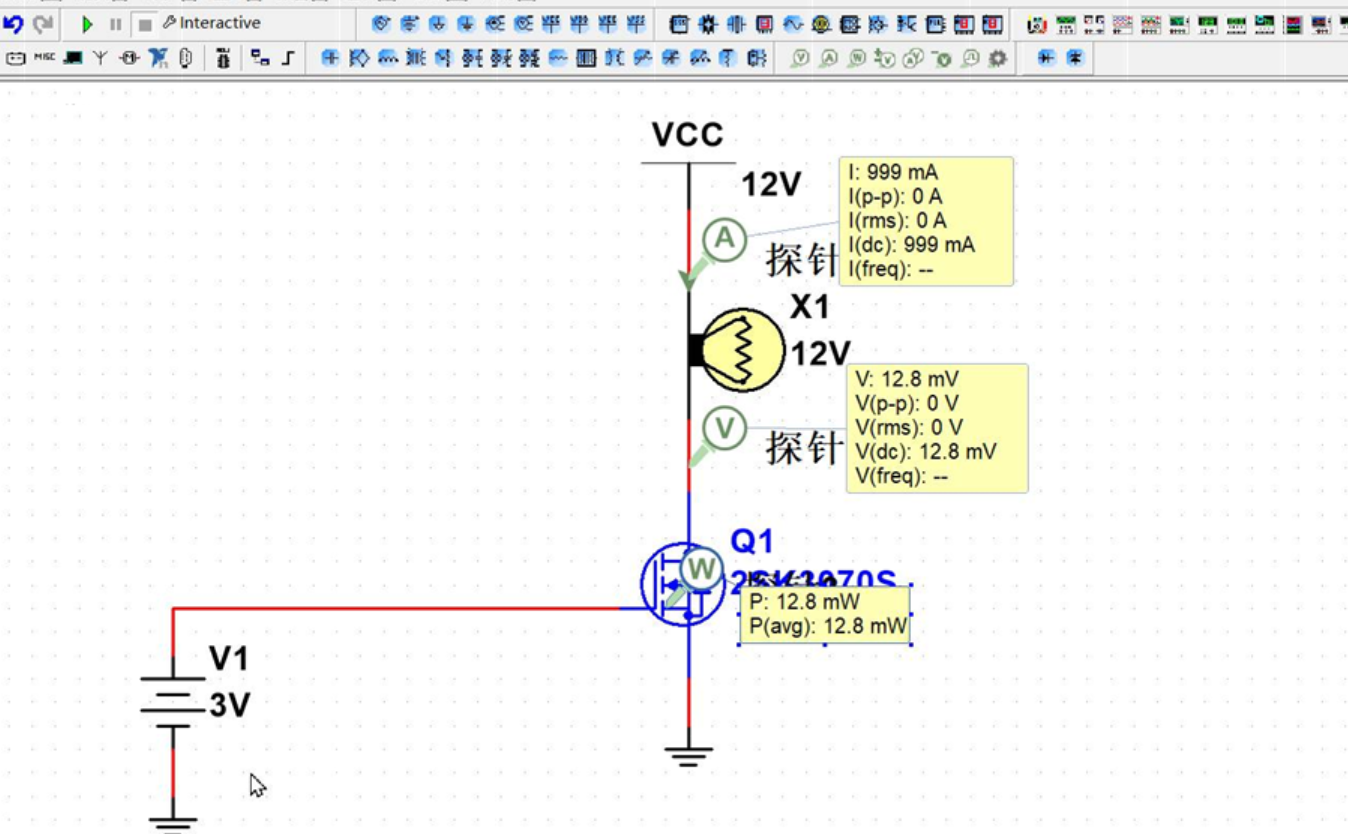 Interactive
MISC
VCC
12V
I: 999 mA
I(p-p): 0 A
I(rms): 0 A
I(dc): 999 mA
I(freq): --
A
探针
X1
12V
V: 12.8 mV
V(p-p): 0 V
V(rms): 0 V
V(dc): 12.8 mV
V(freq): --
V
探针
Q1
W
2SK3070S
P: 12.8 mW
P(avg): 12.8 mW
V1
3V